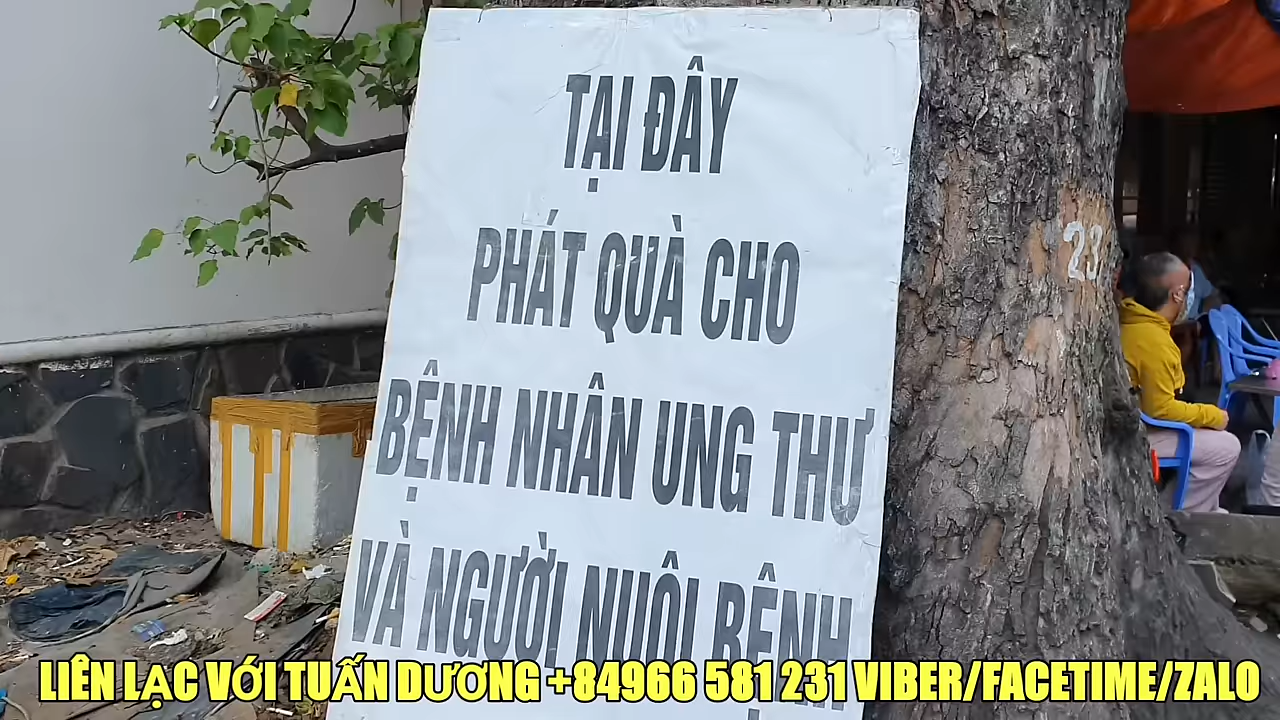 TẠI ĐÂY
PHÁT QUÀ CHO
BỆNH NHÂN UNG THƯ
VÀ NGƯỜI NUÔI BỆNH
23
LIÊN LẠC VỚI TUẤN DƯƠNG +84966 581 231 VIBER/FACETIME/ZALO